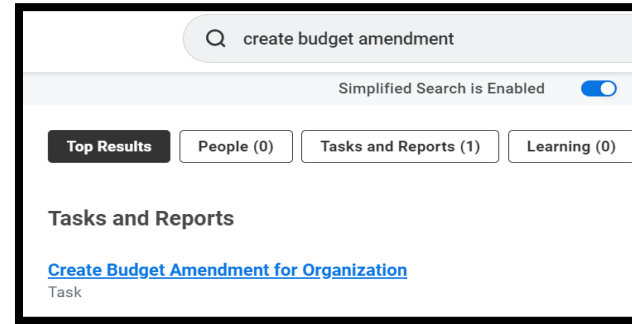 create budget amendment
Simplified Search is Enabled
Top Results People (0) Tasks and Reports (1) Learning (0)
Tasks and Reports
Create Budget Amendment for Organization
Task